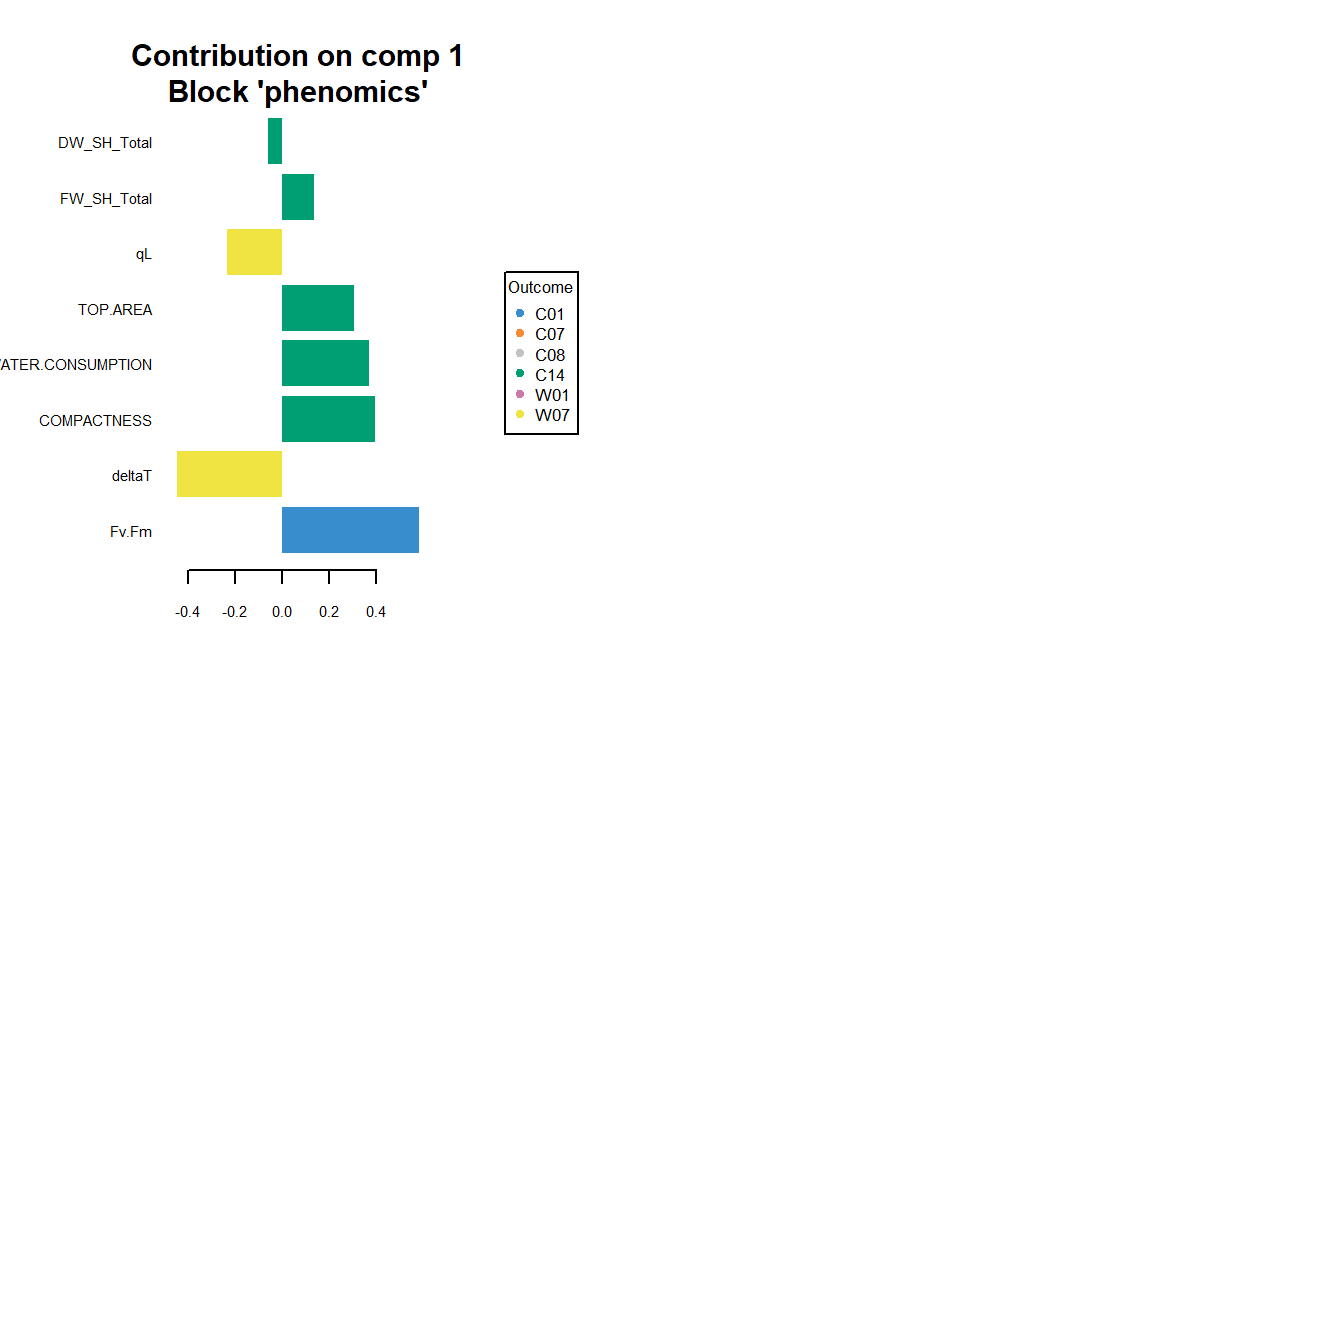 Contribution on comp 1
Block 'phenomics'
DW_SH_Total
FW_SH_Total
qL
TOP.AREA
ATER.CONSUMPTION
COMPACTNESS
deltaT
Fv.Fm
-0.4 -0.2 0.0 0.2 0.4
Outcome
C01
C07
C08
C14
W01
W07